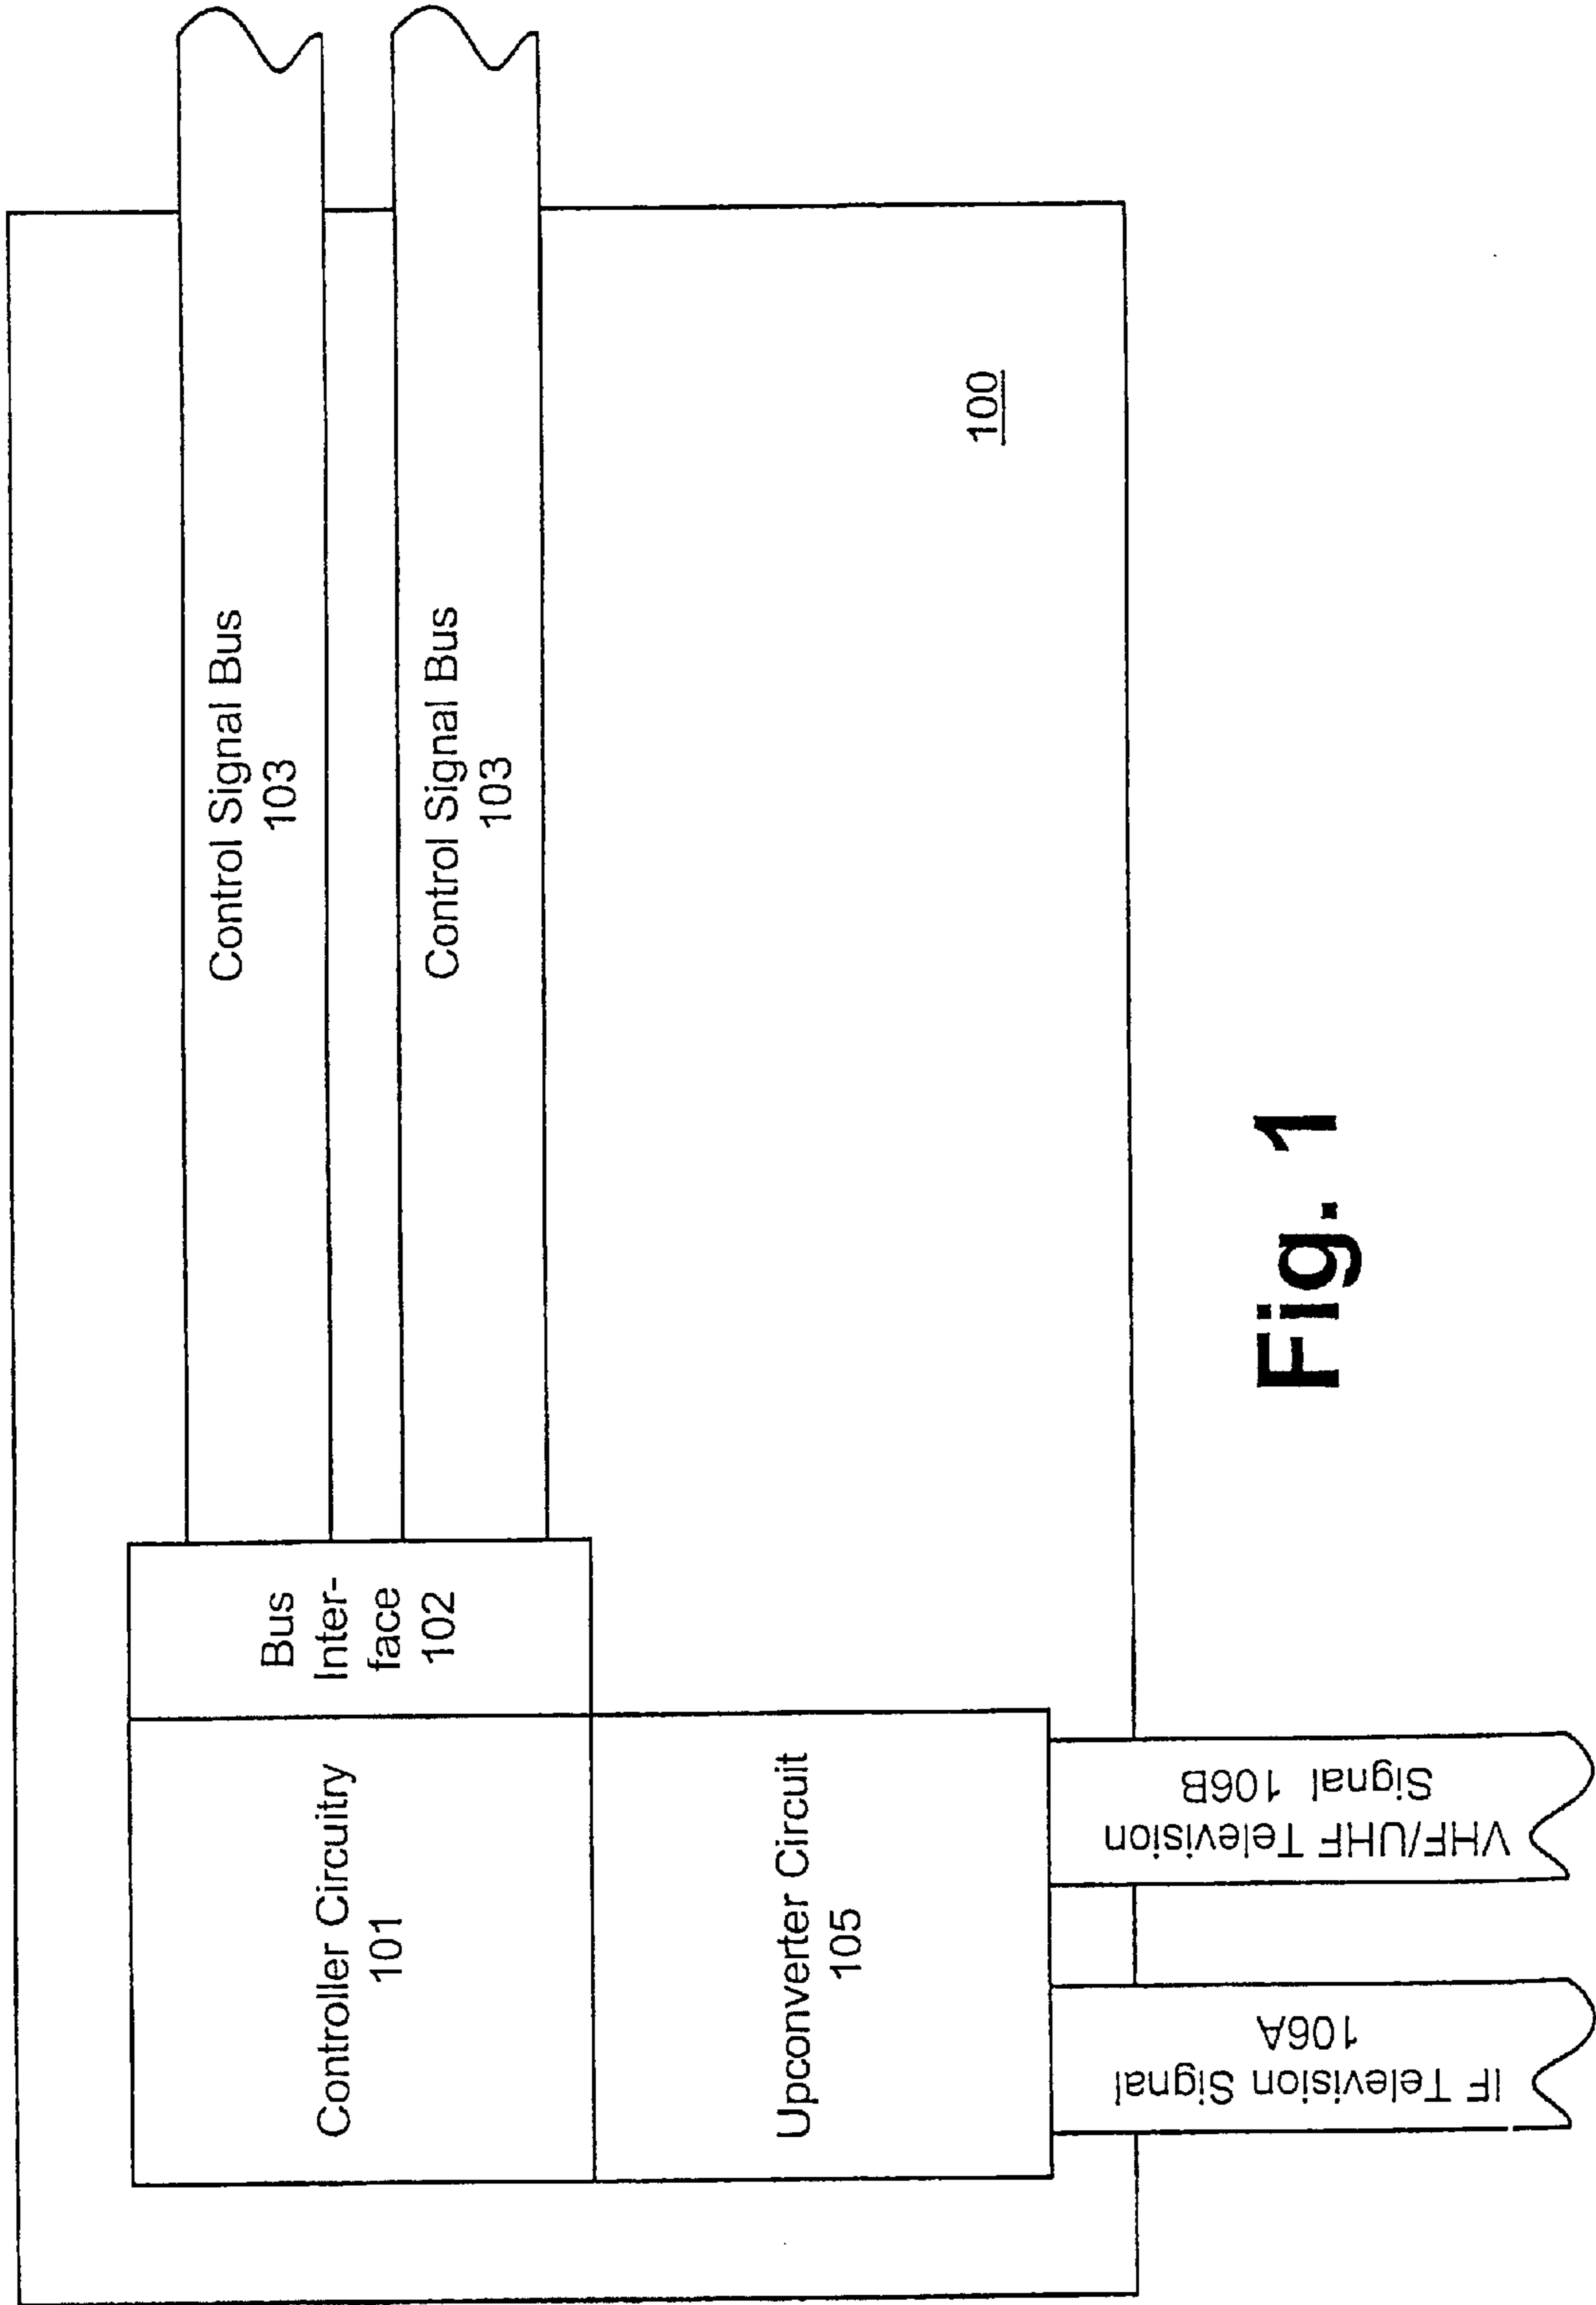 Control Signal Bus
103
Control Signal Bus
103
Bus
Inter-
face
102
Controller Circuitry
101
Upconverter Circuit
105
100
IF Television Signal
106A
VHF/UHF Television
Signal 106B
Fig. 1